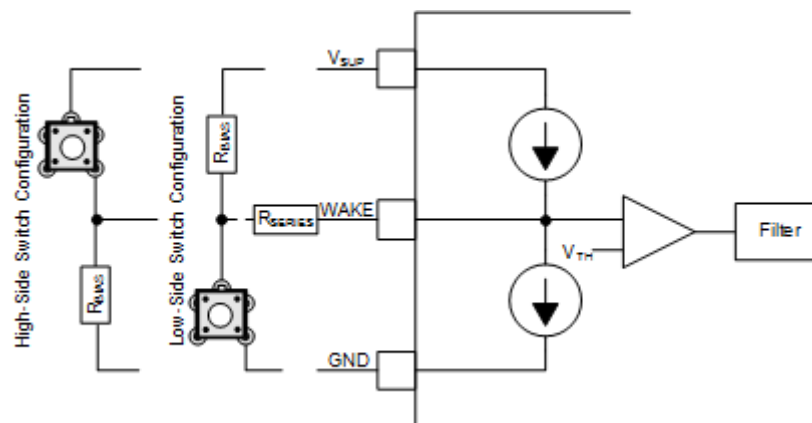 High-Side Switch Configuration
RBIAS
Low-Side Switch Configuration
RBIAS
RSERIES
VSUP
WAKE
GND
VTH
Filter